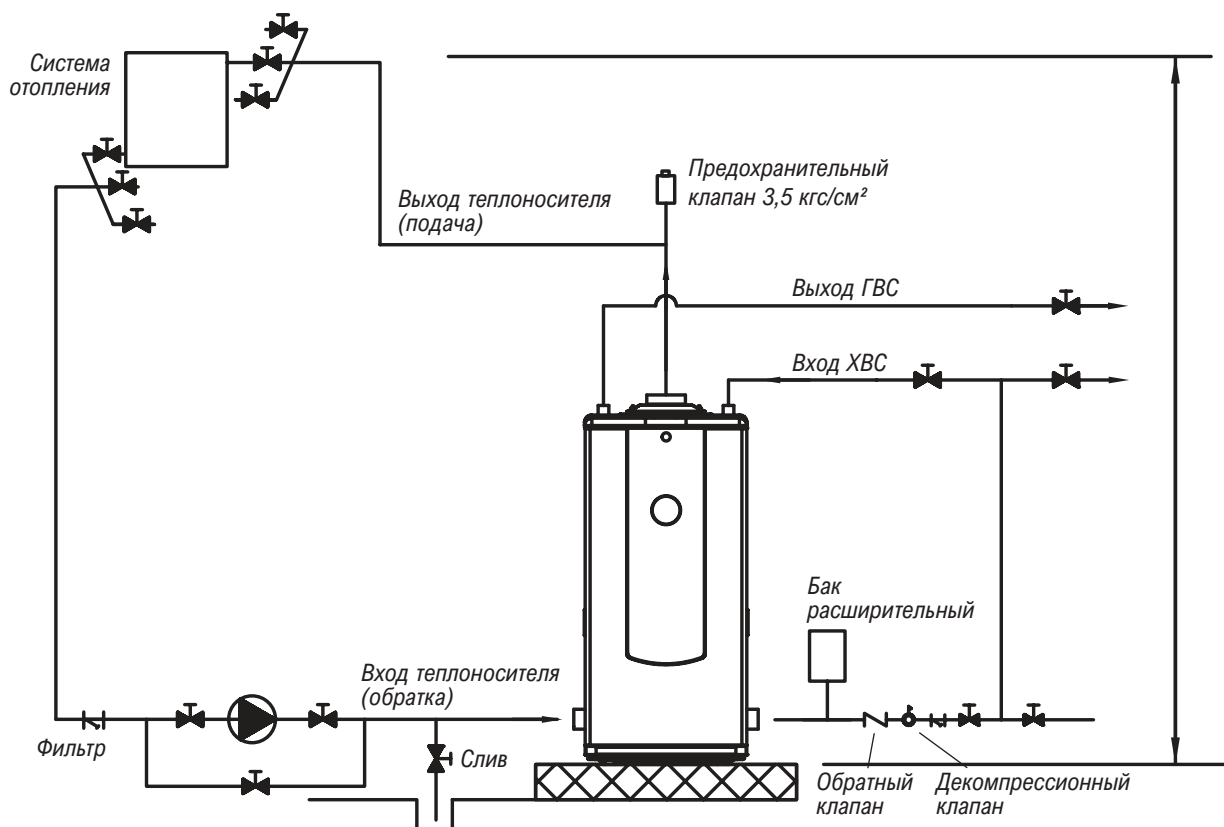 Система
отопления
Предохранительный
клапан 3,5 кгс/см²
Выход теплоносителя
(подача)
Выход ГВС
Вход ХВС
Бак
расширительный
Вход теплоносителя
(обратка)
Фильтр
Слив
Обратный
клапан
Декомпрессионный
клапан